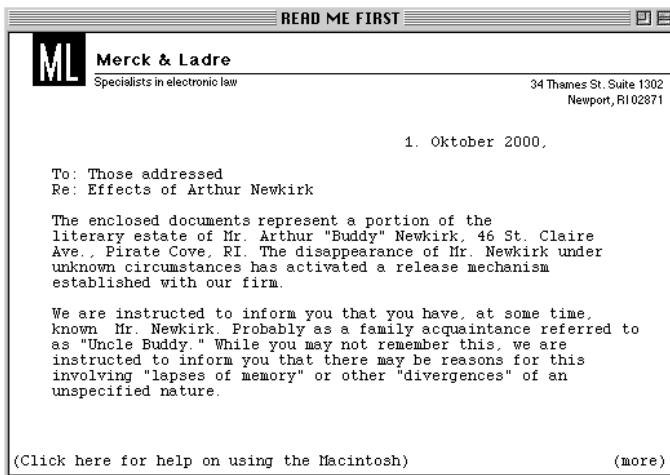 READ ME FIRST
ML
Merck & Ladre
Specialists in electronic law
34 Thames St. Suite 1302
Newport, RI 02871
1. Oktober 2000,
To: Those addressed
Re: Effects of Arthur Newkirk
The enclosed documents represent a portion of the
literary estate of Mr. Arthur "Buddy" Newkirk, 46 St. Claire
Ave., Pirate Cove, RI. The disappearance of Mr. Newkirk under
unknown circumstances has activated a release mechanism
established with our firm.
We are instructed to inform you that you have, at some time,
known Mr. Newkirk. Probably as a family acquaintance referred to
as "Uncle Buddy." While you may not remember this, we are
instructed to inform you that there may be reasons for this
involving "lapses of memory" or other "divergences" of an
unspecified nature.
(Click here for help on using the Macintosh)
(more)